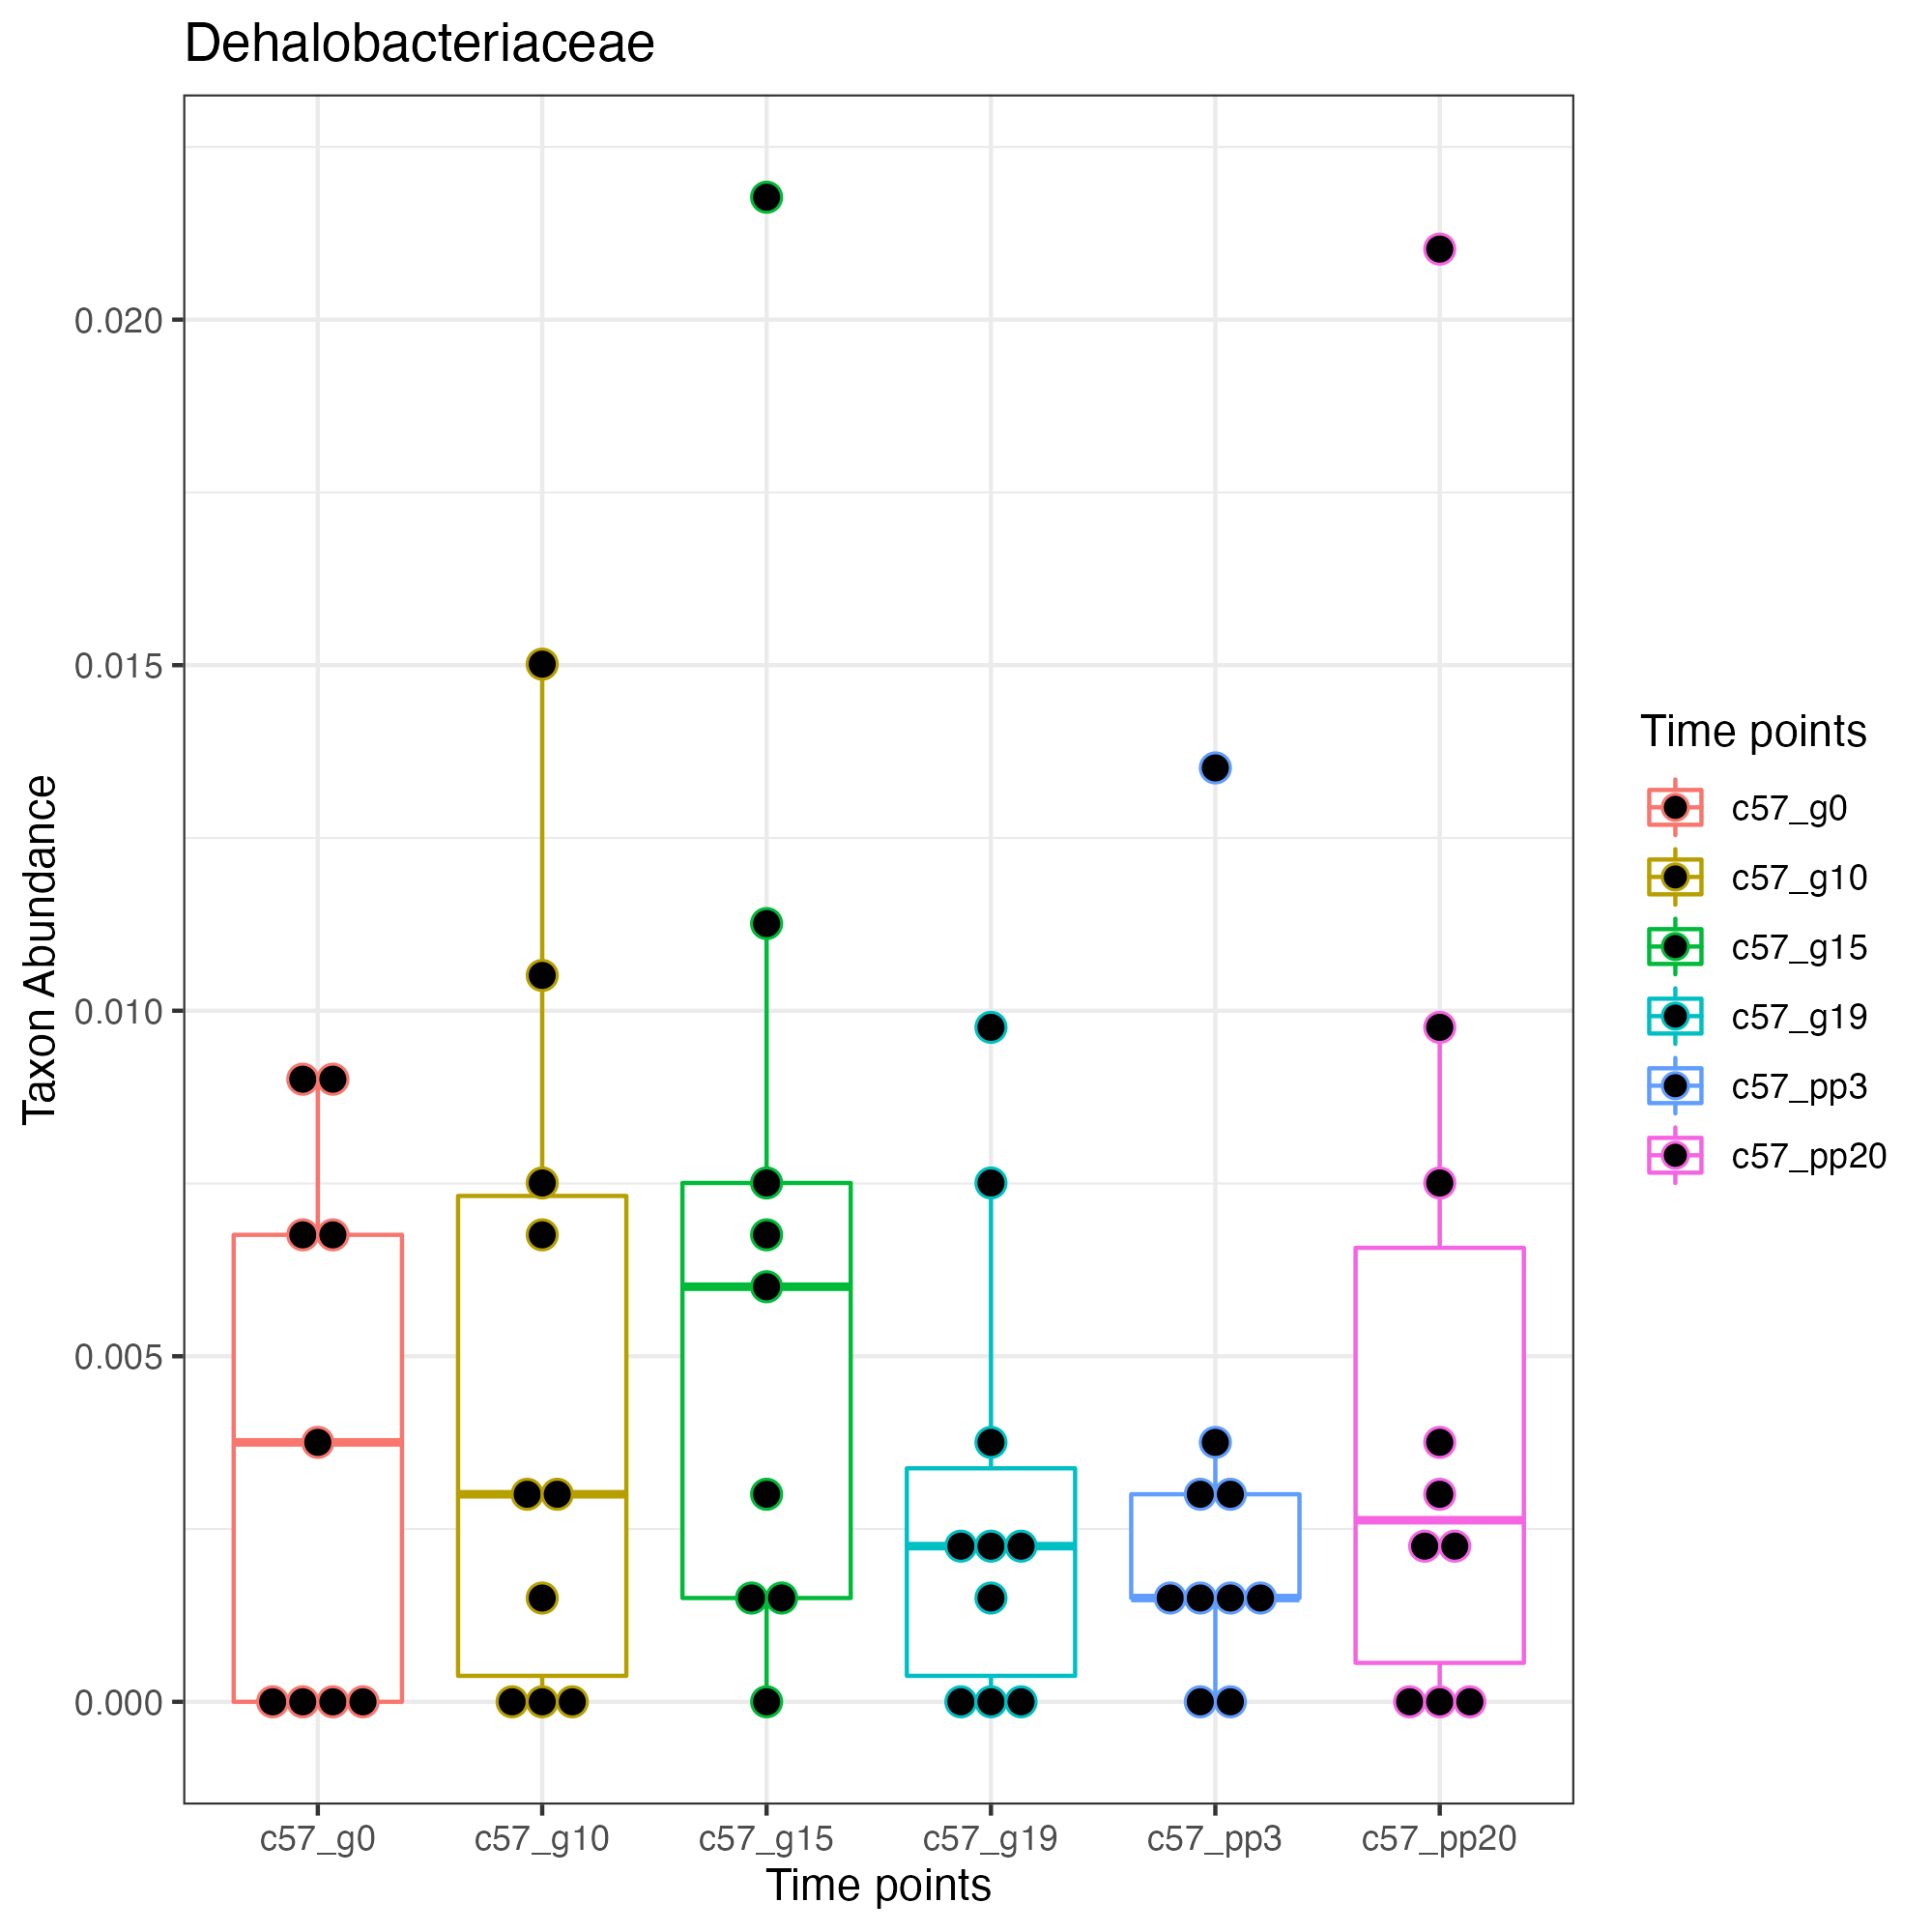 Dehalobacteriaceae
Taxon Abundance
0.020
0.015
0.010
0.005
0.000
c57_g0
c57_g10
c57_g15
c57_g19
c57_pp3
c57_pp20
Time points
Time points
c57_g0
c57_g10
c57_g15
c57_g19
c57_pp3
c57_pp20